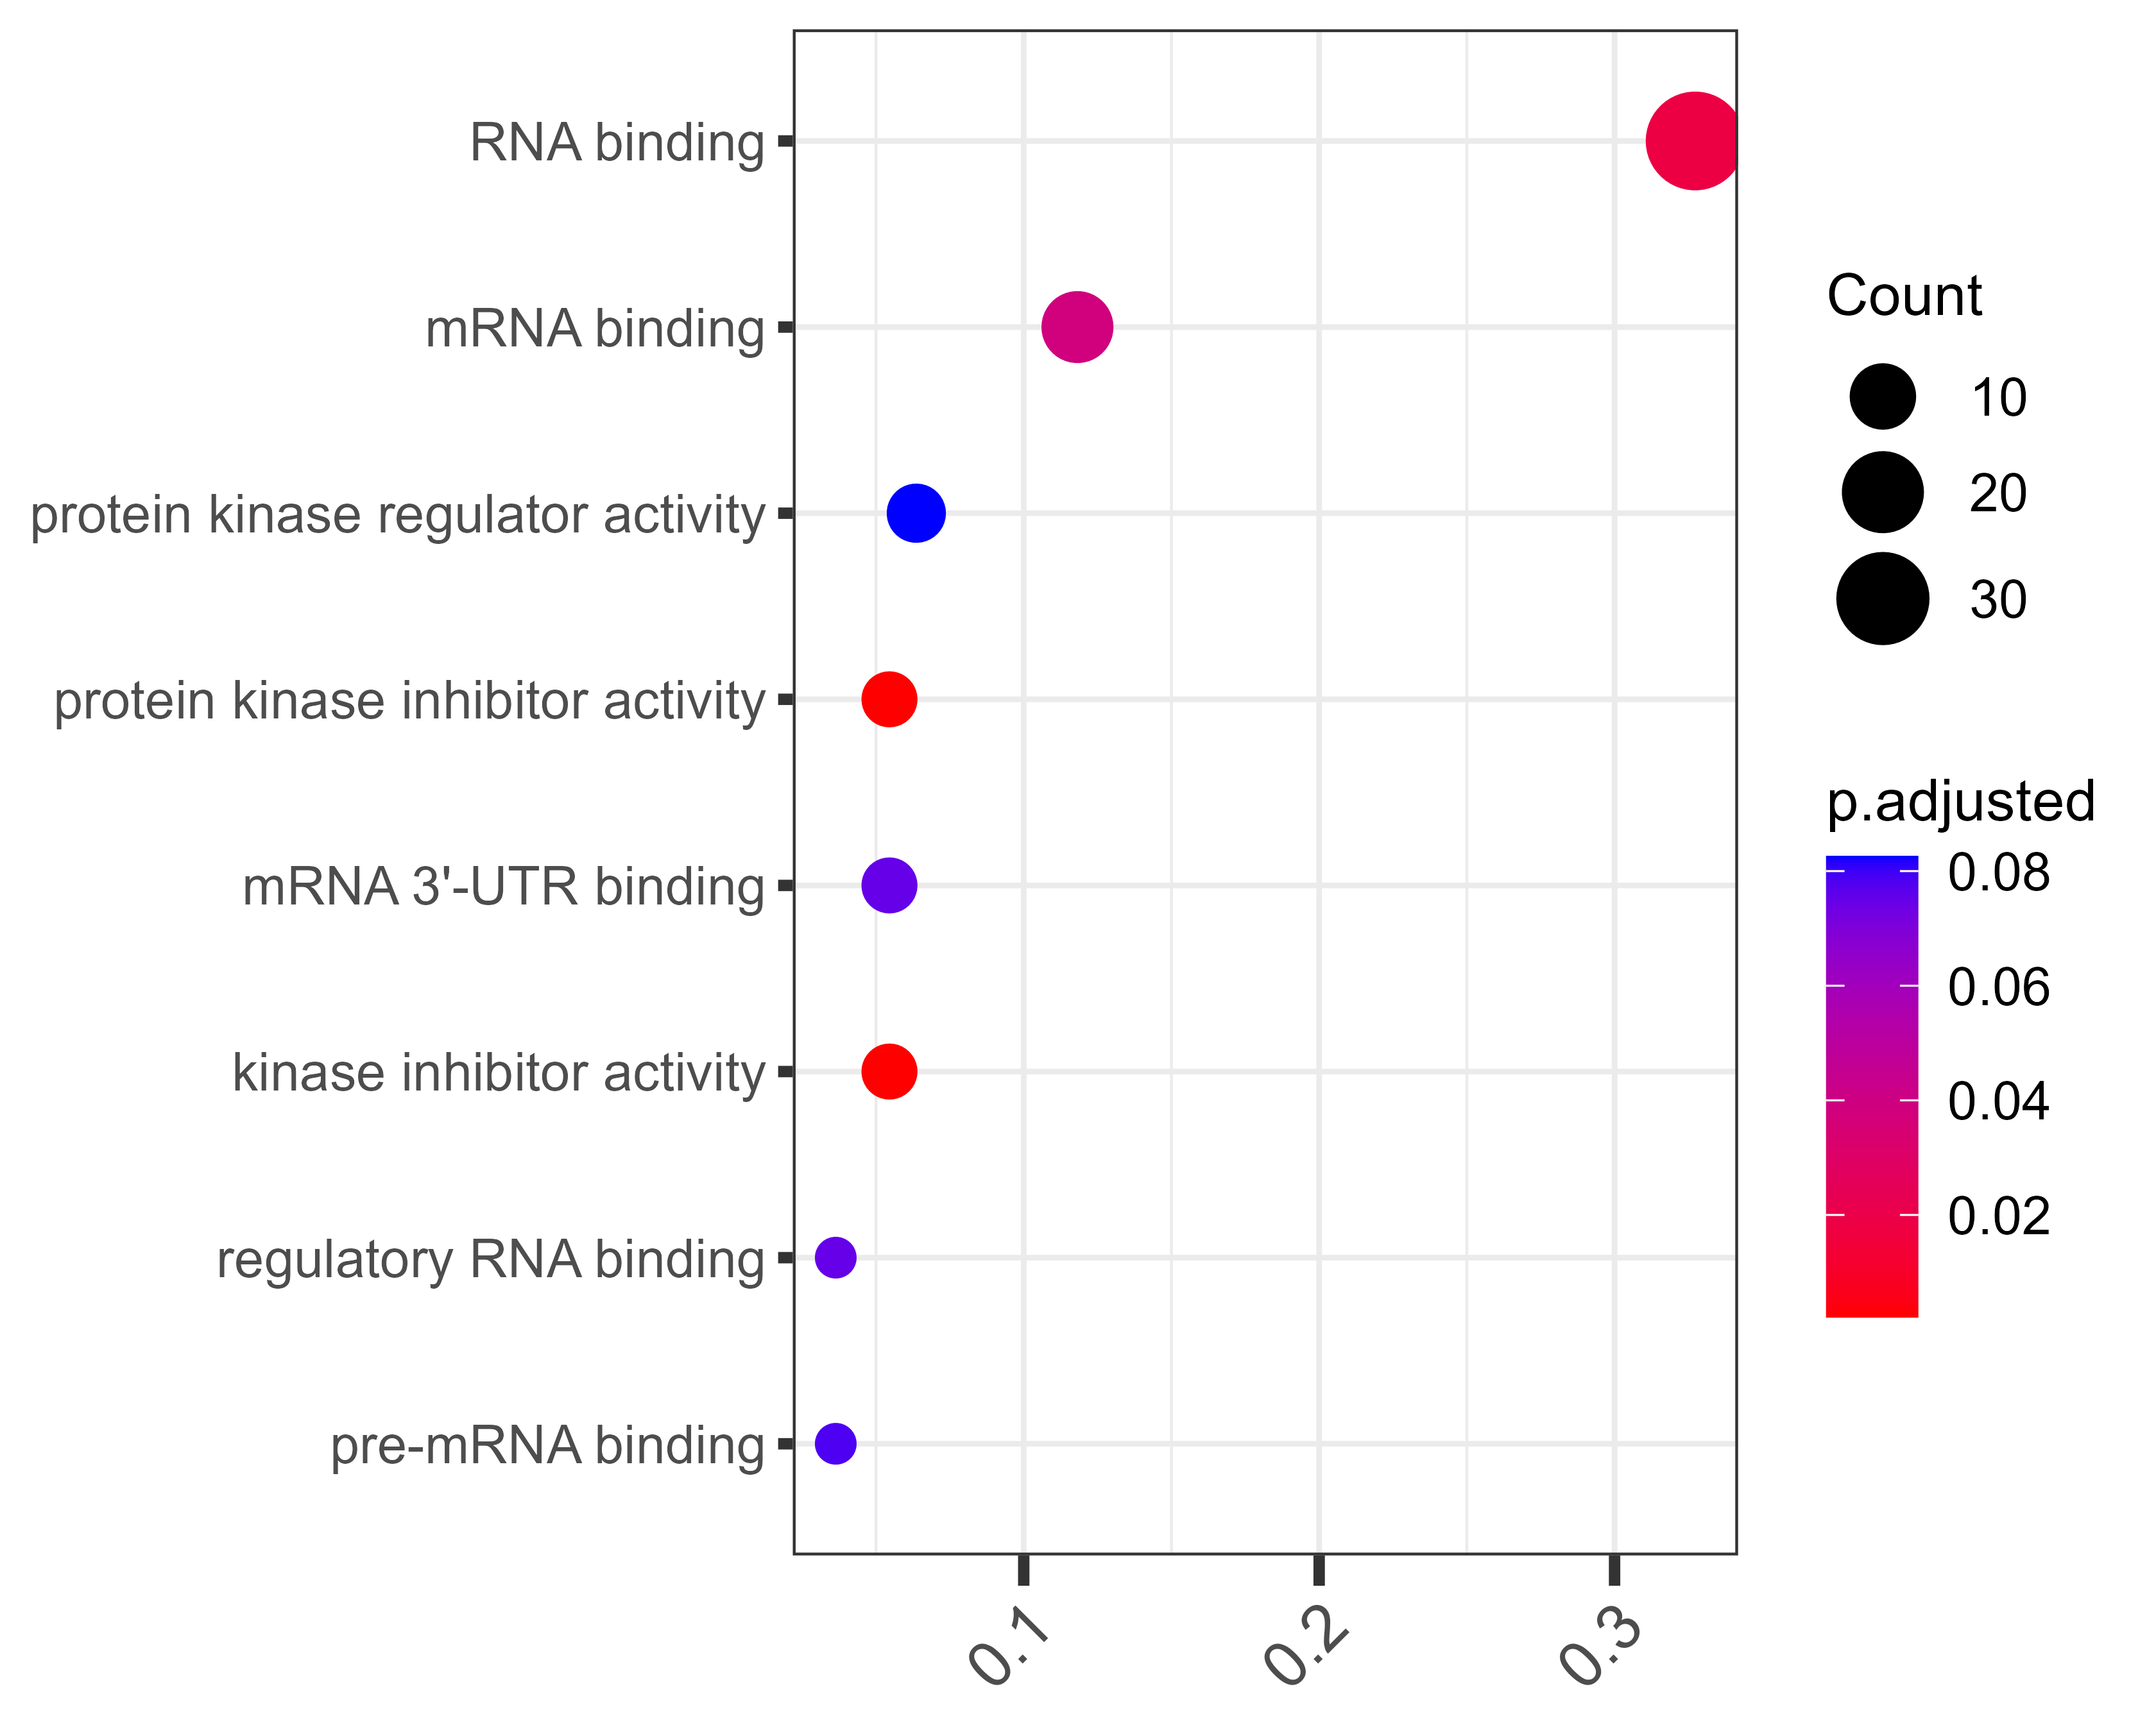 RNA binding
mRNA binding
protein kinase regulator activity
protein kinase inhibitor activity
mRNA 3'-UTR binding
kinase inhibitor activity
regulatory RNA binding
pre-mRNA binding
0.1
0.2
0.3
Count
10
20
30
p.adjusted
0.08
0.06
0.04
0.02